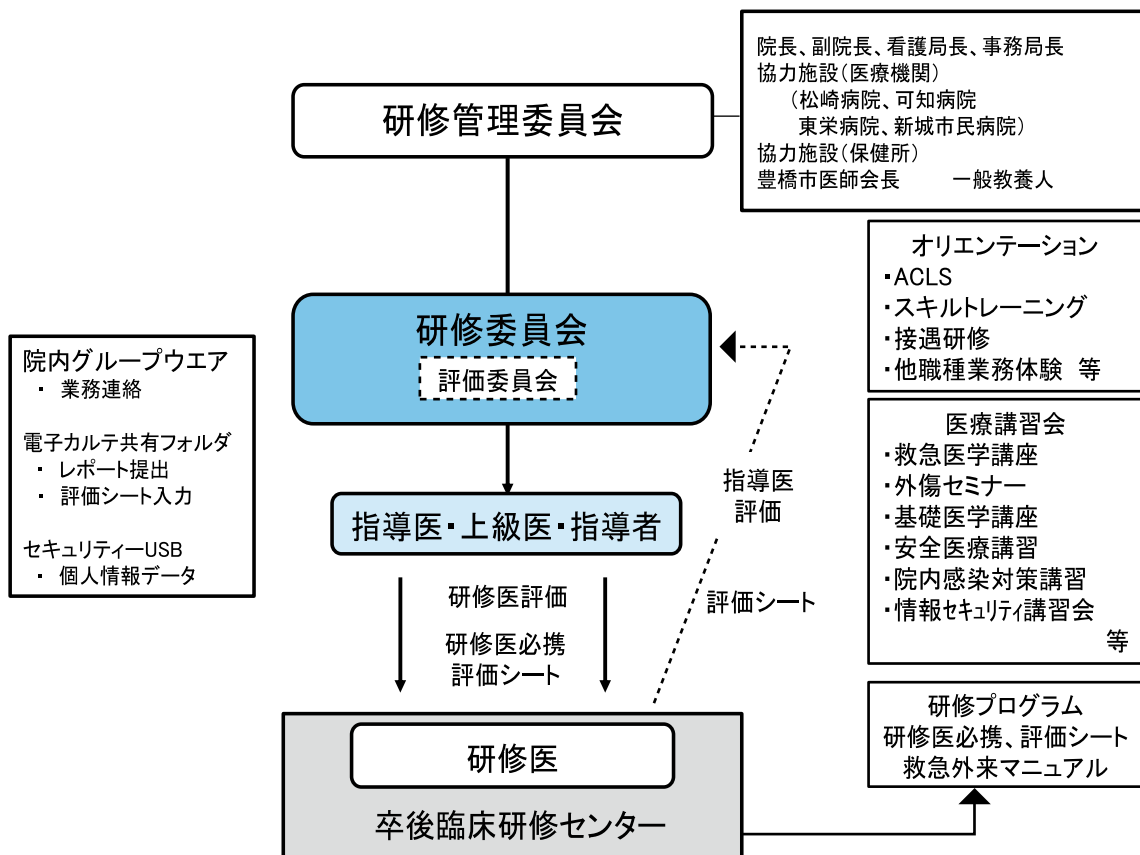 院長、副院長、看護局長、事務局長
協力施設(医療機関)
(松崎病院、可知病院
東栄病院、新城市民病院)
協力施設(保健所)
豊橋市医師会長 一般教養人
研修管理委員会
オリエンテーション
・ACLS
・スキルトレーニング
・接遇研修
・他職種業務体験 等
研修委員会
評価委員会
院内グループウエア
・ 業務連絡
電子カルテ共有フォルダ
・ レポート提出
・ 評価シート入力
セキュリティーUSB
・ 個人情報データ
医療講習会
・救急医学講座
・外傷セミナー
・基礎医学講座
・安全医療講習
・院内感染対策講習
・情報セキュリティ講習会
等
指導医
評価
指導医・上級医・指導者
研修医評価
評価シート
研修医必携
評価シート
研修プログラム
研修医必携、評価シート
救急外来マニュアル
研修医
卒後臨床研修センター